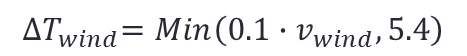 ΔT_wind = Min(0.1 · v_wind, 5.4)